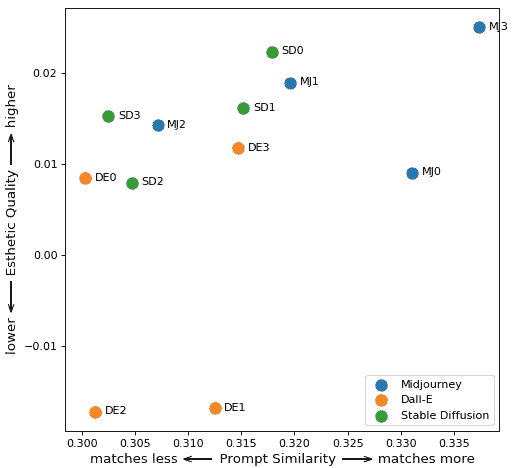 MJ3
SD0
0.02
MJ1
SD3
SD1
MJ2
DE3
0.01
DE0
SD2
MJ0
0.00
−0.01
DE2
DE1
lower ← Esthetic Quality → higher
Midjourney
Dall-E
Stable Diffusion
0.300 0.305 0.310 0.315 0.320 0.325 0.330 0.335
matches less ← Prompt Similarity → matches more